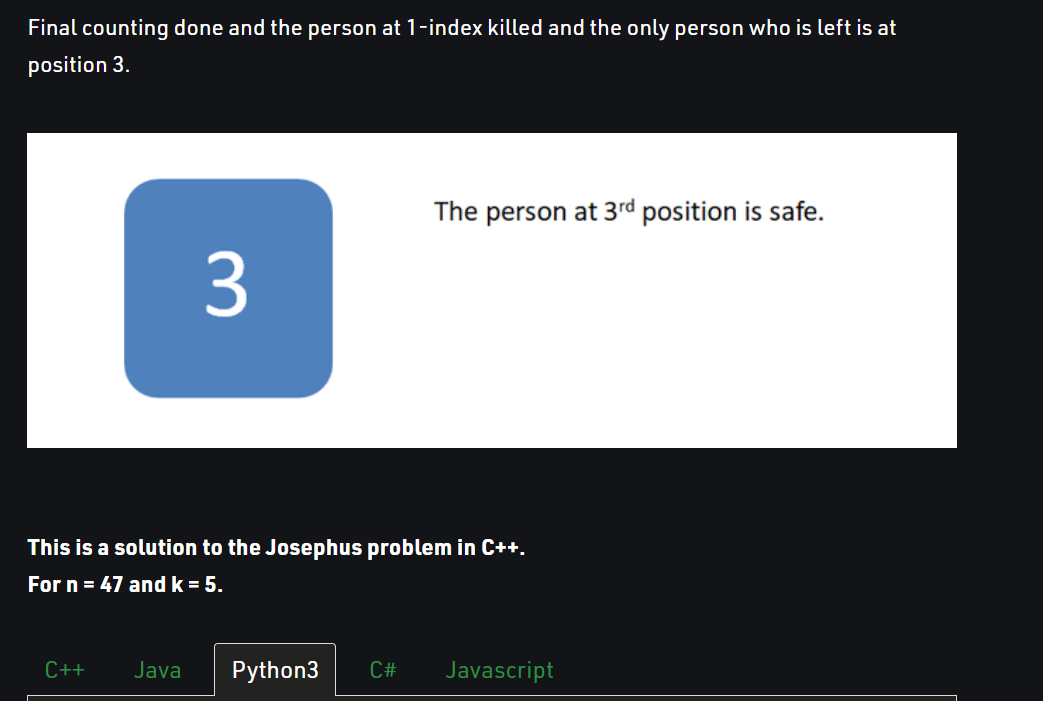 Final counting done and the person at 1-index killed and the only person who is left is at
position 3.
3
The person at 3rd position is safe.
This is a solution to the Josephus problem in C++.
For n = 47 and k = 5.
C++ Java Python3 C# Javascript